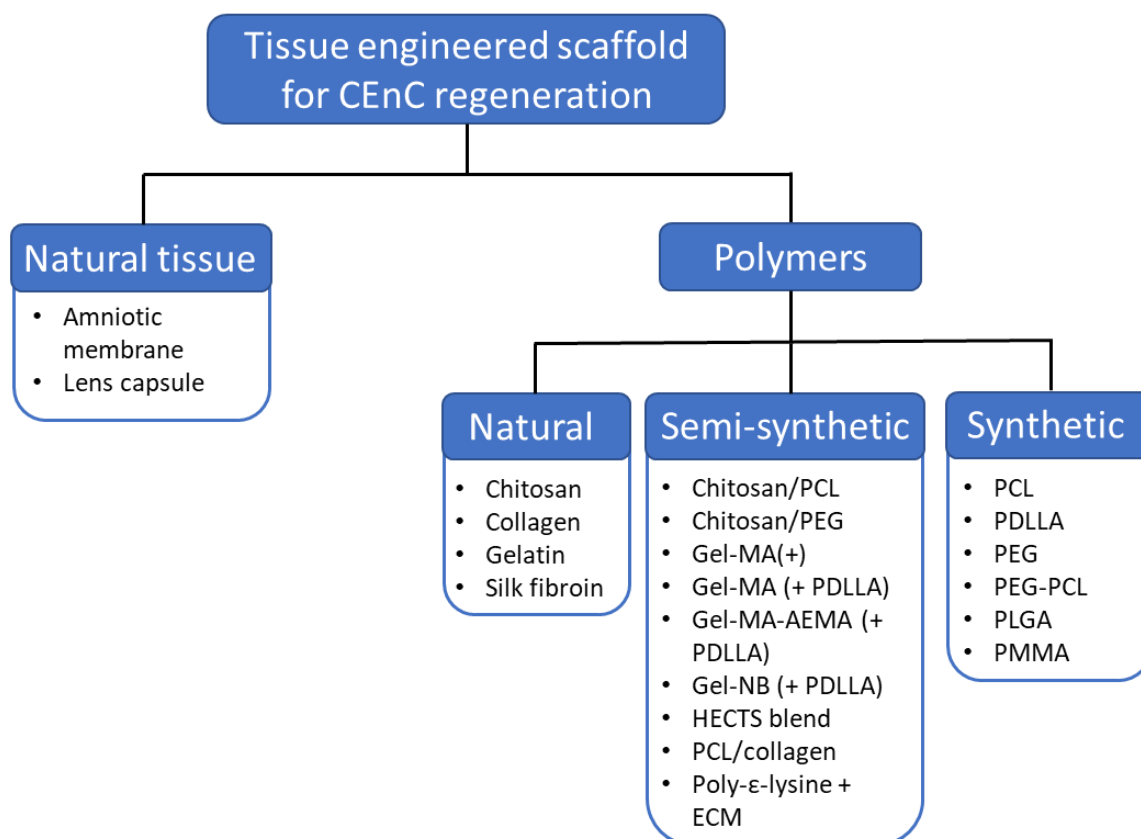 Tissue engineered scaffold
for CEnC regeneration
Natural tissue
• Amniotic
membrane
• Lens capsule
Polymers
Natural
• Chitosan
• Collagen
• Gelatin
• Silk fibroin
Semi-synthetic
• Chitosan/PCL
• Chitosan/PEG
• Gel-MA(+)
• Gel-MA (+ PDLLA)
• Gel-MA-AEMA (+
PDLLA)
• Gel-NB (+ PDLLA)
• HECTS blend
• PCL/collagen
• Poly-ε-lysine +
ECM
Synthetic
• PCL
• PDLLA
• PEG
• PEG-PCL
• PLGA
• PMMA